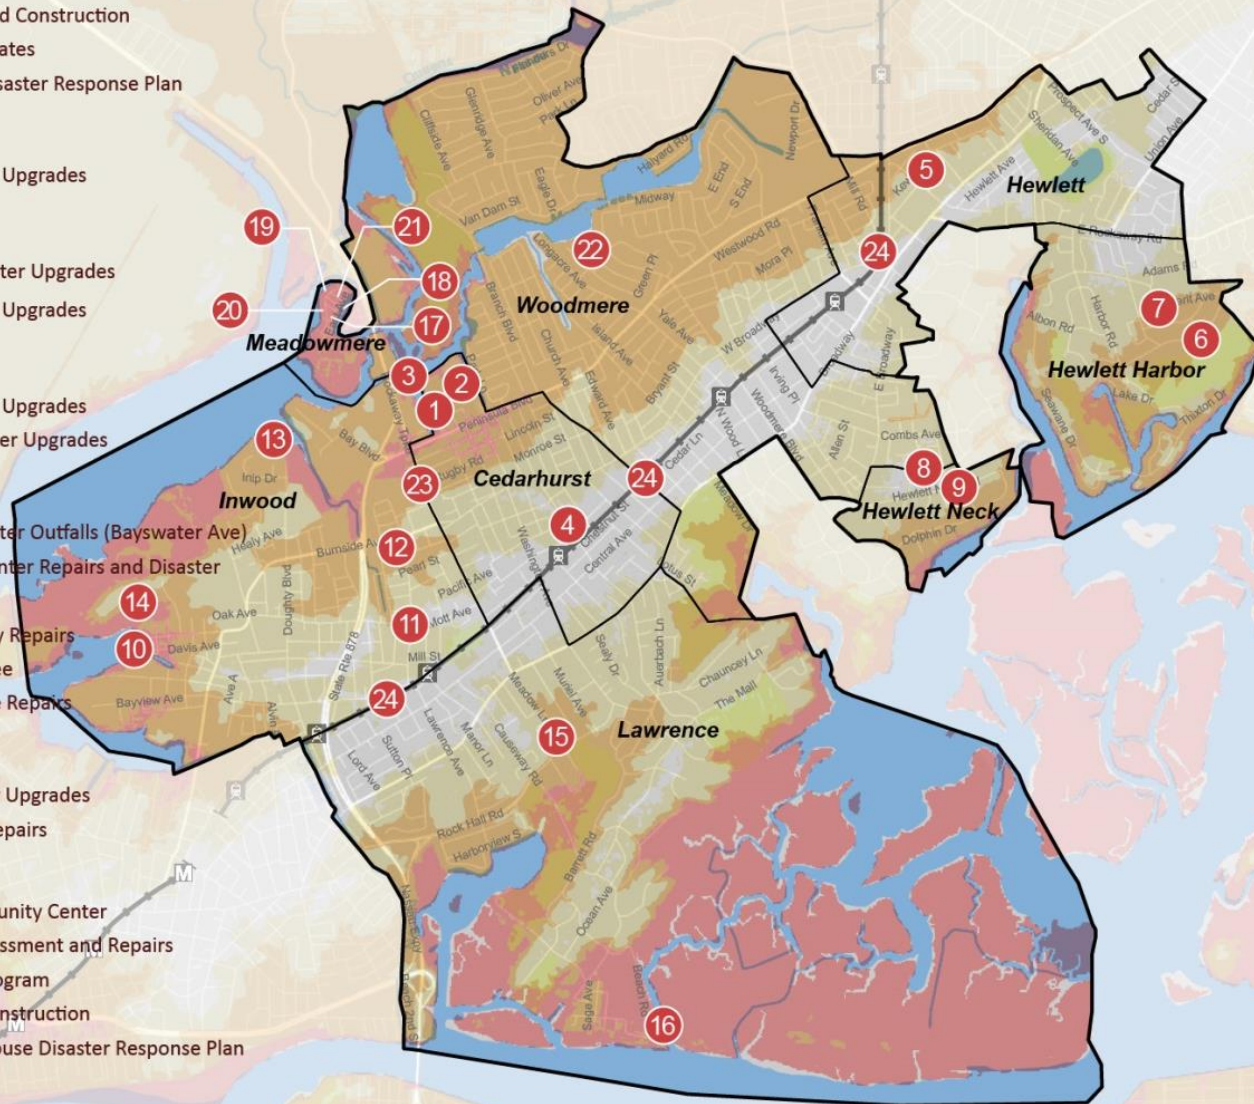 d Construction
ates
saster Response Plan
Upgrades
ter Upgrades
Upgrades
Upgrades
er Upgrades
ter Outfalls (Bayswater Ave)
nter Repairs and Disaster
y Repairs
ee
e Repairs
r Upgrades
epairs
unity Center
ssment and Repairs
ogram
nstruction
ouse Disaster Response Plan
Cliffside Ave
Glenridge Ave
Oliver Ave
Park Ln
Eagle Dr
Van Dam St
Halyard Rd
Midway
E End
S End
Newport Dr
Mill Rd
Westwood Rd
Mora Pl
Longacre Ave
Green Pl
Branch Blvd
Church Ave
Island Ave
Yale Ave
Edward Ave
Bryant St
W Broadway
E Broadway
Irving Pl
Woodmere Blvd
Cedar Ln
Woodmere
Prospect Ave S
Sheridan Ave
Cedar S
Union Ave
Hewlett Ave
Hewlett
E Rockaway Rd
Albon Rd
Harbor Rd
Hewlett Harbor
Lake Dr
Thixton Dr
Seawane Dr
Allen St
Combs Ave
Hewlett Neck
Dolphin Dr
Meadowmere
Bay Blvd
Peninsula Blvd
Lincoln St
Monroe St
Rugby Rd
Cedarhurst
Chestnut St
Central Ave
Inip Dr
Inwood
Healy Ave
Doughty Blvd
Pearl St
Pacific Ave
Oak Ave
Mott Ave
Davis Ave
Mill St
State Rte 878
Bayview Ave
Ave A
Sealy Dr
Auerbach Ln
Chauncey Ln
The Mall
Muriel Ave
Lawrence
Lawrence Ave
Manor Ln
Causeway Rd
Sutton Pl
Lord Ave
Rock Hall Rd
Harborview S
Barrett Rd
Ocean Ave
Sage Ave
Beach Rd
1
2
3
4
5
6
7
8
9
10
11
12
13
14
15
16
17
18
19
20
21
22
23
24
24
24
M
M
M